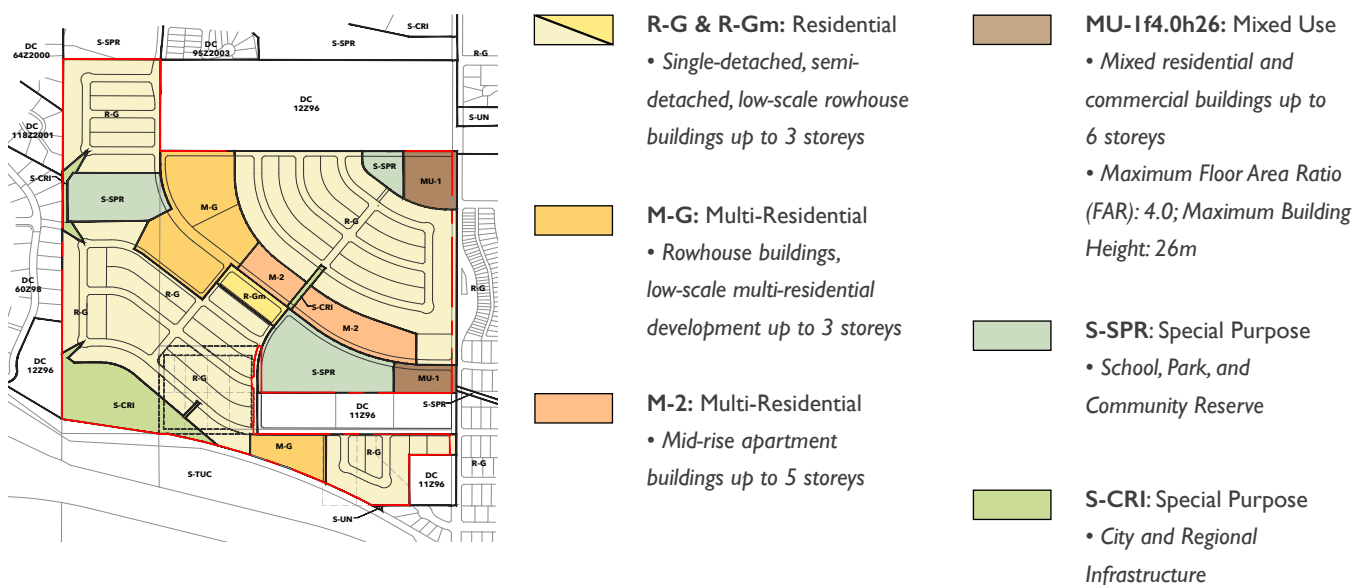 S-CRI
S-SPR
DC
64Z2000
DC
95Z2003
S-SPR
R-G
DC
12Z96
S-UN
R-G
DC
118Z2001
S-CRI
S-SPR
M-G
S-SPR
MU-1
R-G
DC
60Z98
R-G
R-G
M-2
R-Gm
S-CRI
M-2
R-G
DC
12Z96
R-G
S-SPR
MU-1
S-CRI
DC
11Z96
S-SPR
M-G
R-G
R-G
S-TUC
DC
11Z96
S-UN
R-G & R-Gm: Residential
• Single-detached, semi-
detached, low-scale rowhouse
buildings up to 3 storeys
M-G: Multi-Residential
• Rowhouse buildings,
low-scale multi-residential
development up to 3 storeys
M-2: Multi-Residential
• Mid-rise apartment
buildings up to 5 storeys
MU-1f4.0h26: Mixed Use
• Mixed residential and
commercial buildings up to
6 storeys
• Maximum Floor Area Ratio
(FAR): 4.0; Maximum Building
Height: 26m
S-SPR: Special Purpose
• School, Park, and
Community Reserve
S-CRI: Special Purpose
• City and Regional
Infrastructure